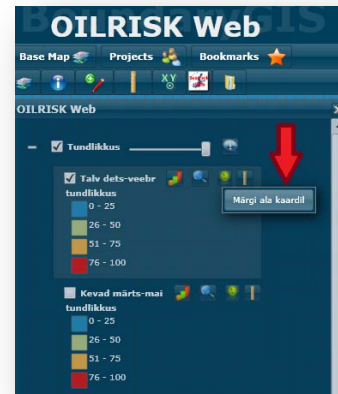 BoundaryGIS
OILRISK Web
Base Map Projects Bookmarks
X Y
OILRISK Web
Tundlikkus
Talv dets-veebr
Märgi ala kaardil
tundlikkus
0 - 25
26 - 50
51 - 75
76 - 100
Kevad märts-mai
tundlikkus
0 - 25
26 - 50
51 - 75
76 - 100